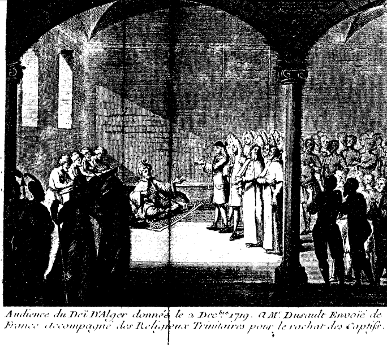 Audience du Deï D'Alger donnée le 2 Decbre 1719. a Mr. Dusault Envoié de
France accompagné des Religieux Trinitaires pour le rachat des Captifs.